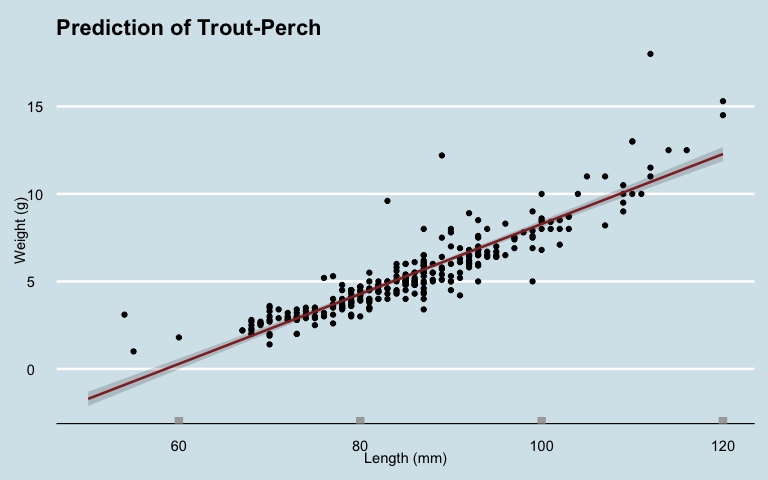 Prediction of Trout-Perch
Weight (g)
15
10
5
0
60 80 100 120
Length (mm)